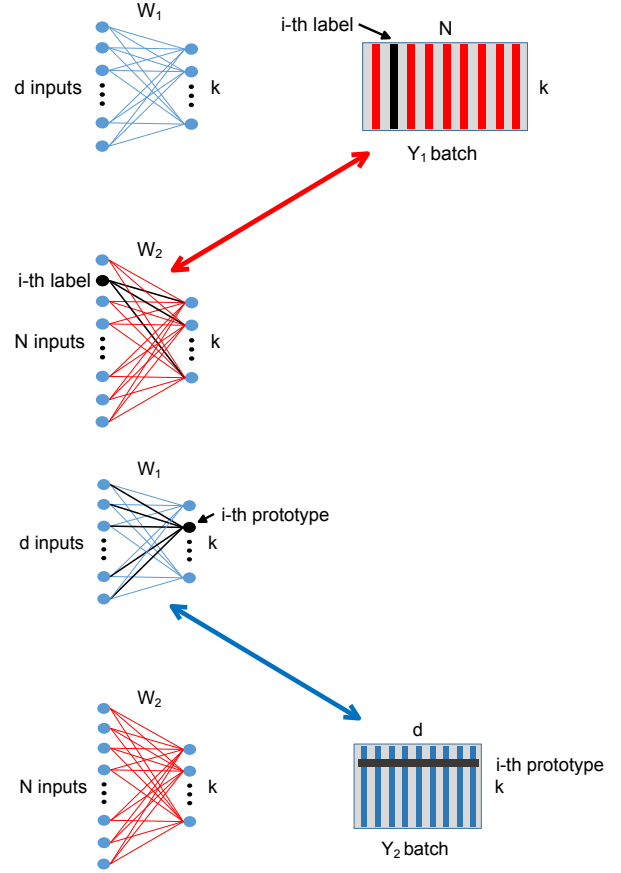 W₁
i-th label
N
d inputs
k
k
Y₁ batch
W₂
i-th label
N inputs
k
W₁
i-th prototype
d inputs
k
W₂
d
i-th prototype
N inputs
k
k
Y₂ batch